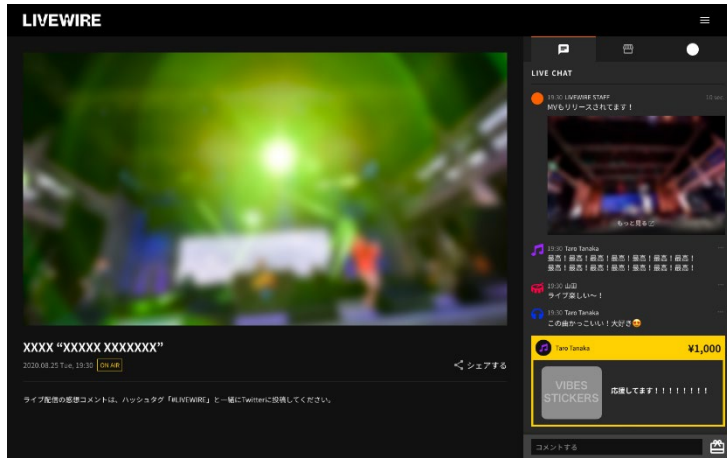 LIVEWIRE
LIVE CHAT
19:30 LIVEWIRE STAFF 10 sec
MVもリリースされてます！
もっと見る
19:30 Taro Tanaka
最高！最高！最高！最高！最高！最高！最高！
最高！最高！最高！最高！最高！最高！最高！
19:30 山田
ライブ楽しい〜！
19:30 Taro Tanaka
この曲かっこいい！大好き😍
Taro Tanaka ¥1,000
VIBES
STICKERS
応援してます！！！！！！！！
コメントする
XXXX “XXXXX XXXXXXX”
2020.08.25 Tue, 19:30 ON AIR
シェアする
ライブ配信の感想コメントは、ハッシュタグ「#LIVEWIRE」と一緒にTwitterに投稿してください。